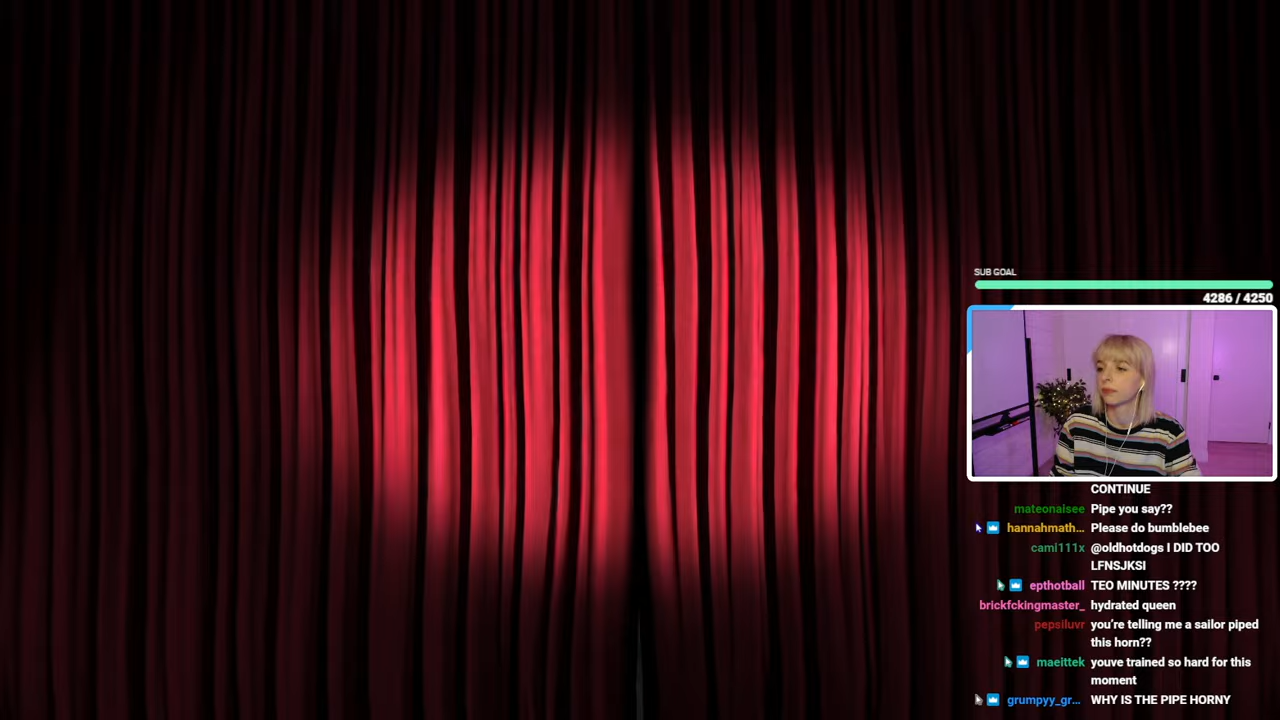 SUB GOAL
4286 / 4250
CONTINUE
mateonaisee Pipe you say??
hannahmath... Please do bumblebee
cami111x @oldhotdogs I DID TOO
LFNSJKSI
epthotball TEO MINUTES ????
brickfckingmaster_ hydrated queen
pepsiluvr you’re telling me a sailor piped
this horn??
maeittek youve trained so hard for this
moment
grumpyy_gr... WHY IS THE PIPE HORNY